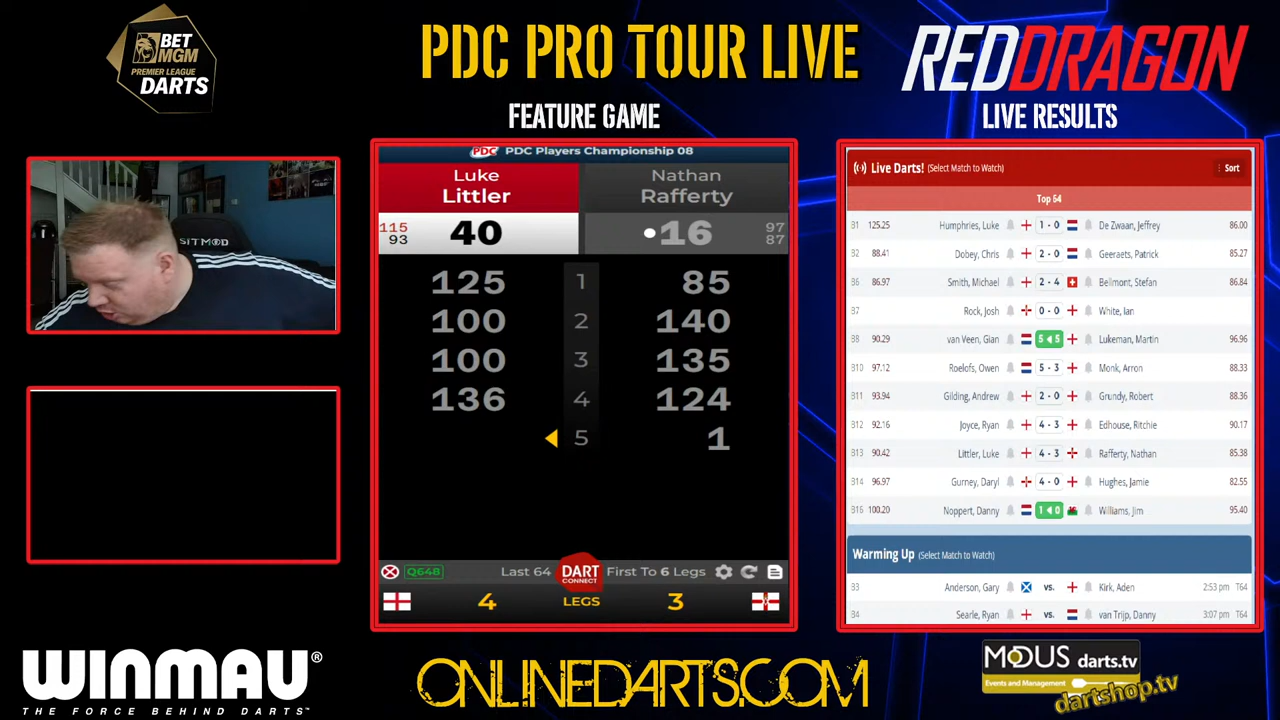 BET
MGM
PREMIER LEAGUE
DARTS
PDC PRO TOUR LIVE
REDDRAGON
FEATURE GAME
LIVE RESULTS
SITMOD
PDC PDC Players Championship 08
Luke
Littler
Nathan
Rafferty
115
93
40
16
97
87
125 1 85
100 2 140
100 3 135
136 4 124
5 1
Q648 Last 64 DART CONNECT First To 6 Legs
4 LEGS 3
Live Darts! (Select Match to Watch) Sort
Top 64
B1 125.25 Humphries, Luke 1 - 0 De Zwaan, Jeffrey 86.00
B2 88.41 Dobey, Chris 2 - 0 Geeraets, Patrick 85.27
B6 86.97 Smith, Michael 2 - 4 Bellmont, Stefan 86.84
B7 Rock, Josh 0 - 0 White, Ian
B8 90.29 van Veen, Gian 5 5 Lukeman, Martin 96.96
B10 97.12 Roelofs, Owen 5 - 3 Monk, Arron 88.33
B11 93.94 Gilding, Andrew 2 - 0 Grundy, Robert 88.36
B12 92.16 Joyce, Ryan 4 - 3 Edhouse, Ritchie 90.17
B13 90.42 Littler, Luke 4 - 3 Rafferty, Nathan 85.38
B14 96.97 Gurney, Daryl 4 - 0 Hughes, Jamie 82.55
B16 100.20 Noppert, Danny 1 0 Williams, Jim 95.40
Warming Up (Select Match to Watch)
B3 Anderson, Gary vs. Kirk, Aden 2:53 pm T64
B4 Searle, Ryan vs. van Trijp, Danny 3:07 pm T64
WINMAU®
THE FORCE BEHIND DARTS™
ONLINEDARTS.COM
MODUS darts.tv
Events and Management
dartshop.tv